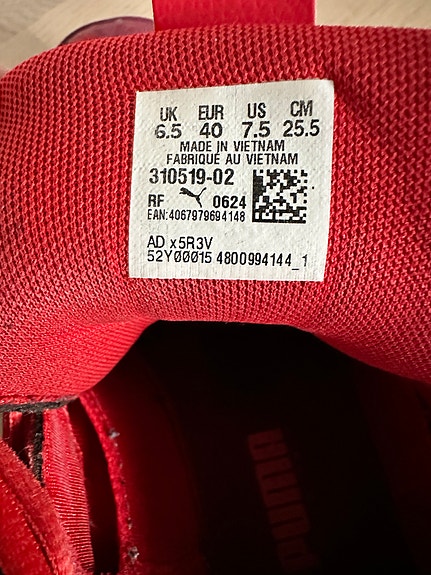 UK EUR US CM
6.5 40 7.5 25.5
MADE IN VIETNAM
FABRIQUÉ AU VIETNAM
310519-02
RF 0624
EAN:4067979694148
AD x5R3V
52Y00015 4800994144_1
PUMA